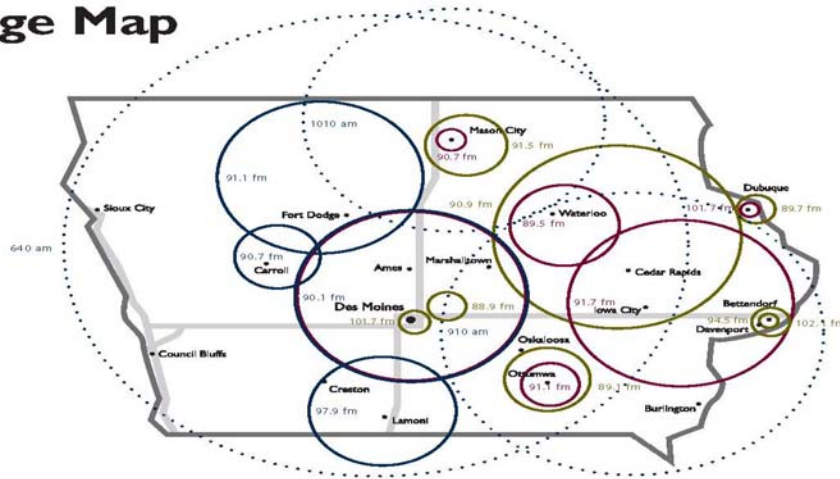 ge Map
1010 am
Mason City
91.5 fm
90.7 fm
91.1 fm
Dubuque
Sioux City
90.9 fm
101.7 fm
89.7 fm
Fort Dodge
Waterloo
89.5 fm
640 am
90.7 fm
Carroll
Ames
Marshalltown
Cedar Rapids
90.1 fm
91.7 fm
Iowa City
Bettendorf
Des Moines
88.9 fm
101.7 fm
94.5 fm
102.1 fm
Davenport
910 am
Oskaloosa
Council Bluffs
Ottumwa
Creston
91.1 fm
89.1 fm
97.9 fm
Lamoni
Burlington